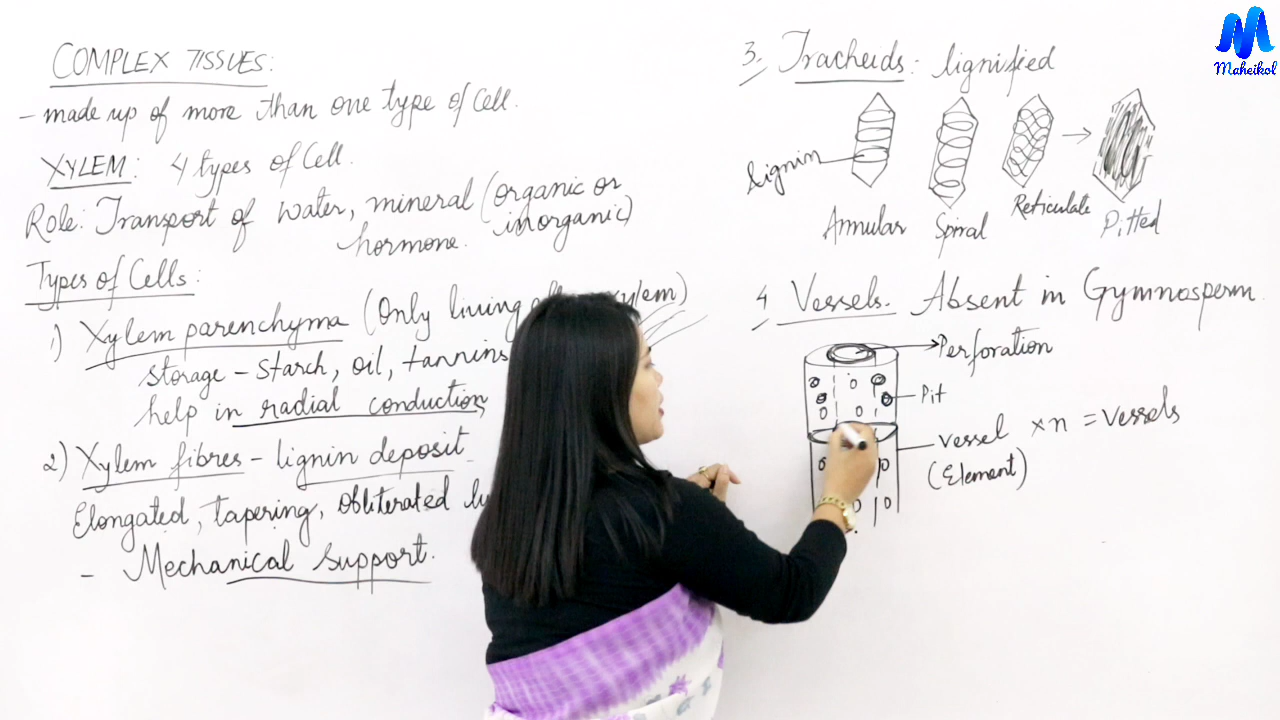 COMPLEX TISSUES:
- made up of more than one type of Cell.
XYLEM: 4 types of Cell.
Role: Transport of water, mineral (organic or inorganic)
hormone.
Types of Cells:
1) Xylem parenchyma (Only living xylem)
storage - starch, oil, tannins
help in radial conduction
2) Xylem fibres - lignin deposit
Elongated, tapering, obliterated
- Mechanical support.
3. Tracheids: lignified
lignin
Annular
Spiral
Reticulate
Pitted
4 Vessels. Absent in Gymnosperm
Perforation
Pit
vessel × n = vessels
(Element)
M
Maheikol